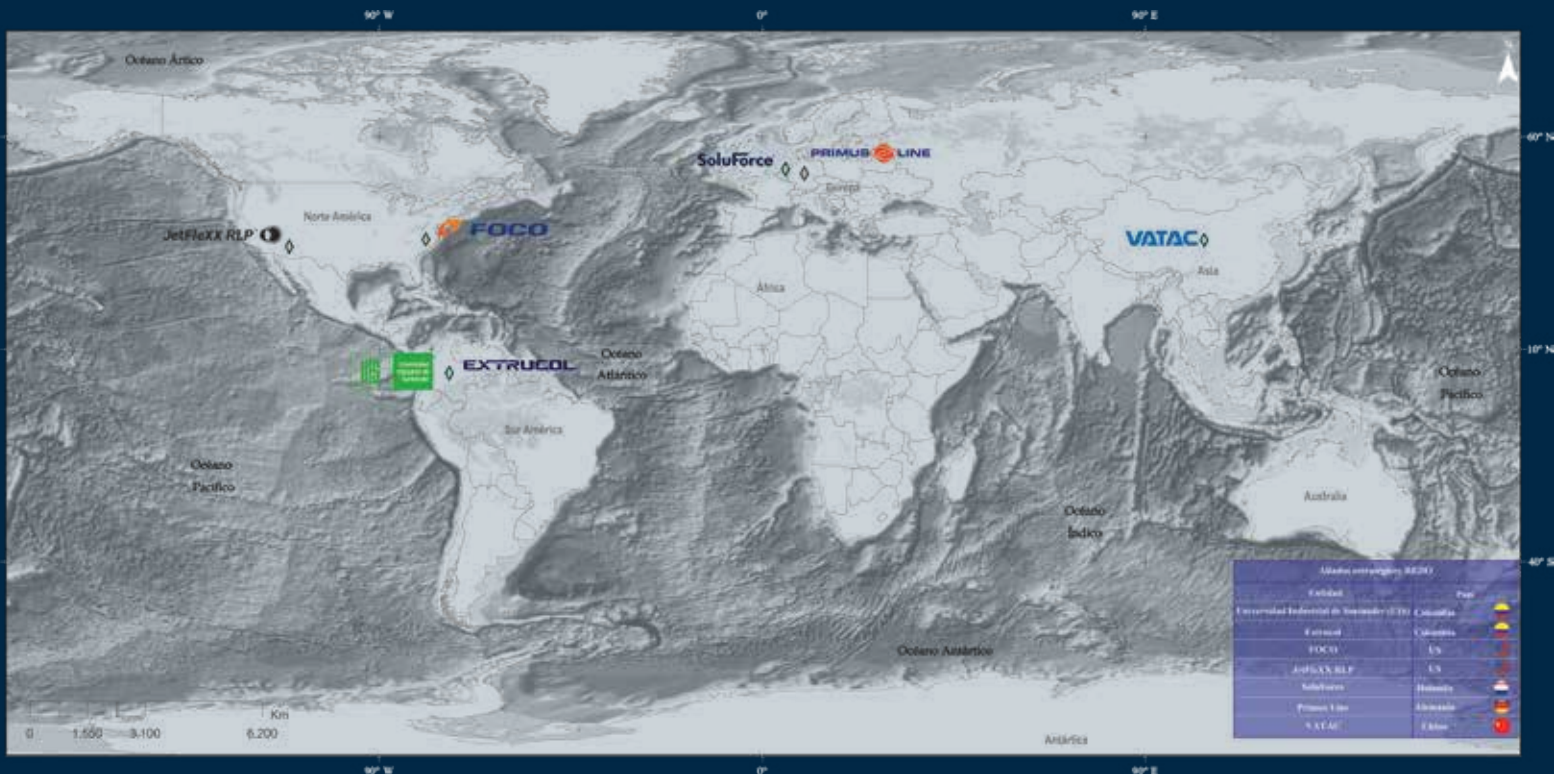 90° W
0°
90° E
Océano Ártico
60° N
SoluForce
PRIMUS LINE
Europa
Norte América
JetFleXX RLP
FOCO
VATAC
Asia
África
10° N
EXTRUCOL
Océano
Atlántico
Océano
Pacífico
Sur América
Océano
Pacífico
Australia
Océano
Índico
40° S
Aliados estratégicos
Entidad
País
Universidad Industrial de Santander (UIS)
Colombia
Extrucol
Colombia
FOCO
US
JetFleXX RLP
US
Soluforce
Holanda
Primus Line
Alemania
VATAC
Océano Antártico
Km
0
1.550
3.100
6.200
Antártica
90° W
0°
90° E